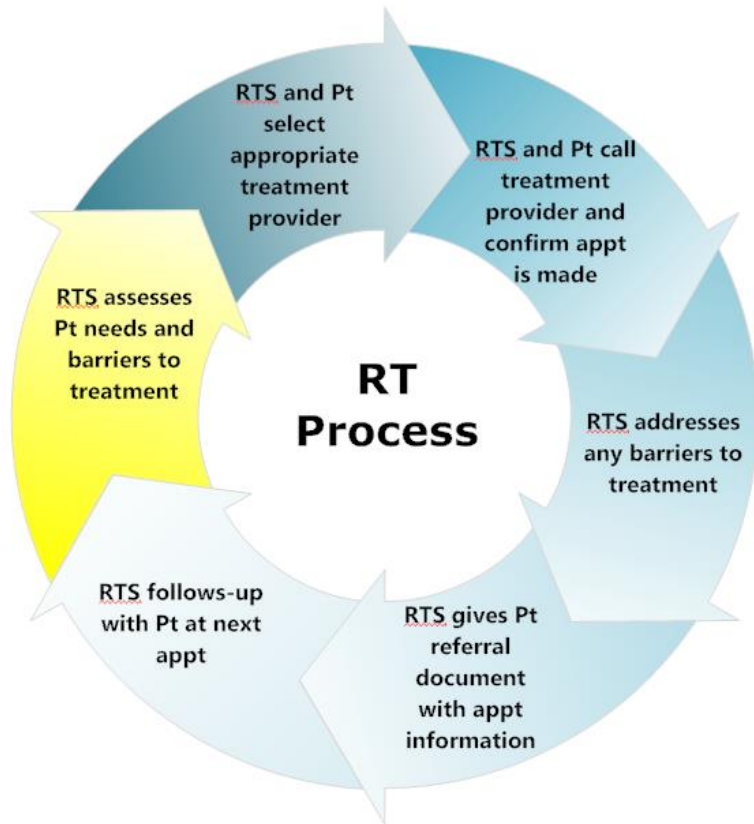 RT
Process
RTS assesses
Pt needs and
barriers to
treatment
RTS and Pt
select
appropriate
treatment
provider
RTS and Pt call
treatment
provider and
confirm appt
is made
RTS addresses
any barriers to
treatment
RTS gives Pt
referral
document
with appt
information
RTS follows-up
with Pt at next
appt